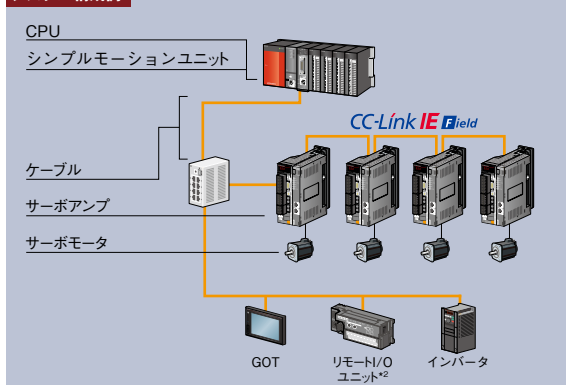 CPU
シンプルモーションユニット
CC-Link IE Field
ケーブル
サーボアンプ
サーボモータ
GOT
リモートI/O
ユニット*2
インバータ